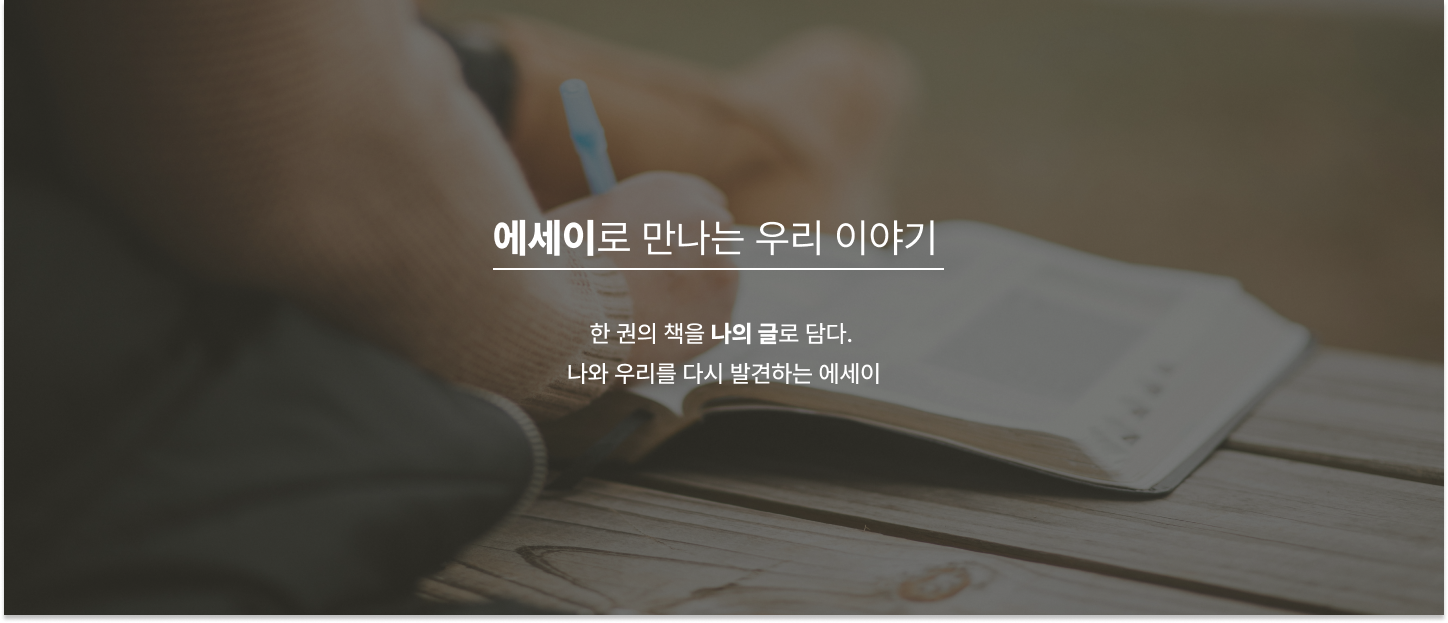 에세이로 만나는 우리 이야기
한 권의 책을 나의 글로 담다.
나와 우리를 다시 발견하는 에세이